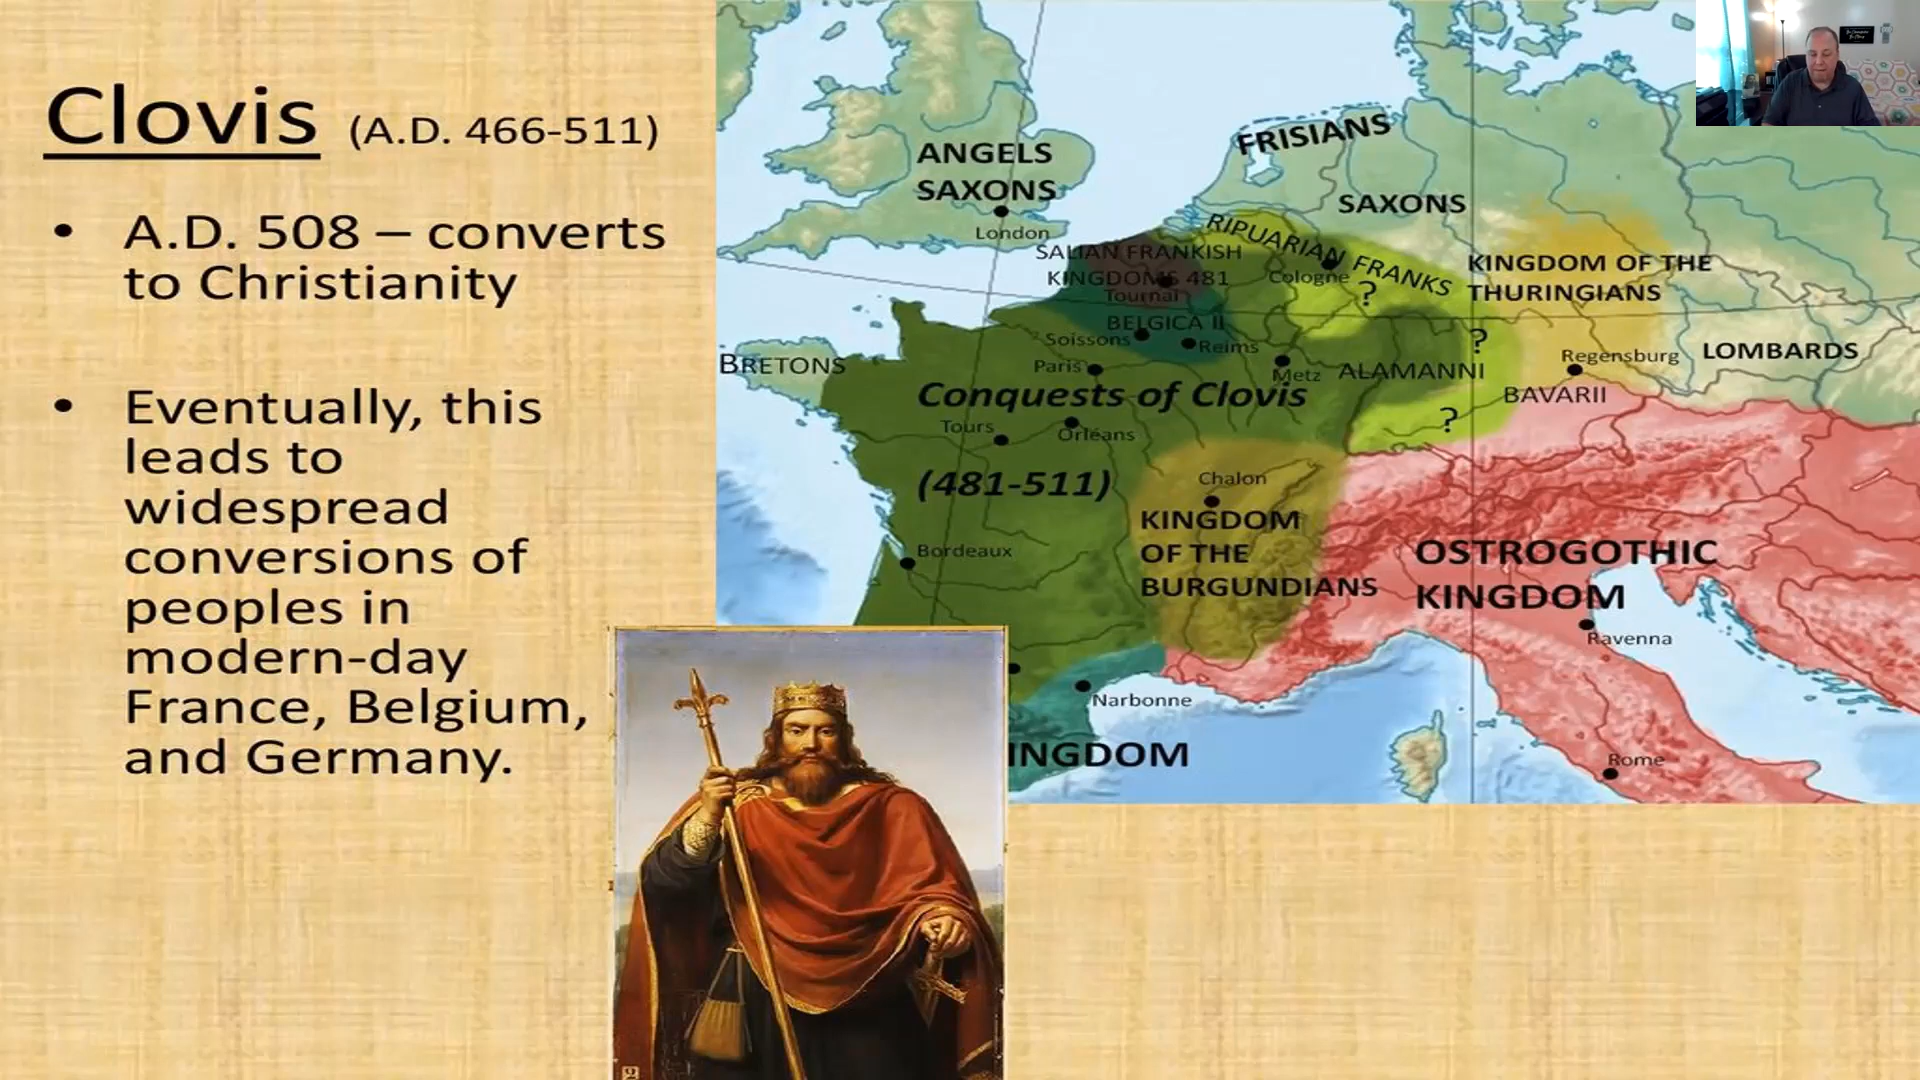 Clovis (A.D. 466-511)
• A.D. 508 – converts
to Christianity
• Eventually, this
leads to
widespread
conversions of
peoples in
modern-day
France, Belgium,
and Germany.
ANGELS
SAXONS
London
FRISIANS
SAXONS
RIPUARIAN FRANKS
SALIAN FRANKISH
KINGDOMS 481
Tournai
Cologne
?
KINGDOM OF THE
THURINGIANS
BELGICA II
Soissons
Reims
?
BRETONS
Paris
Metz
ALAMANNI
Regensburg
LOMBARDS
BAVARII
Conquests of Clovis
Tours
Orléans
?
(481-511)
Chalon
KINGDOM
OF THE
BURGUNDIANS
Bordeaux
OSTROGOTHIC
KINGDOM
Ravenna
Narbonne
INGDOM
Rome